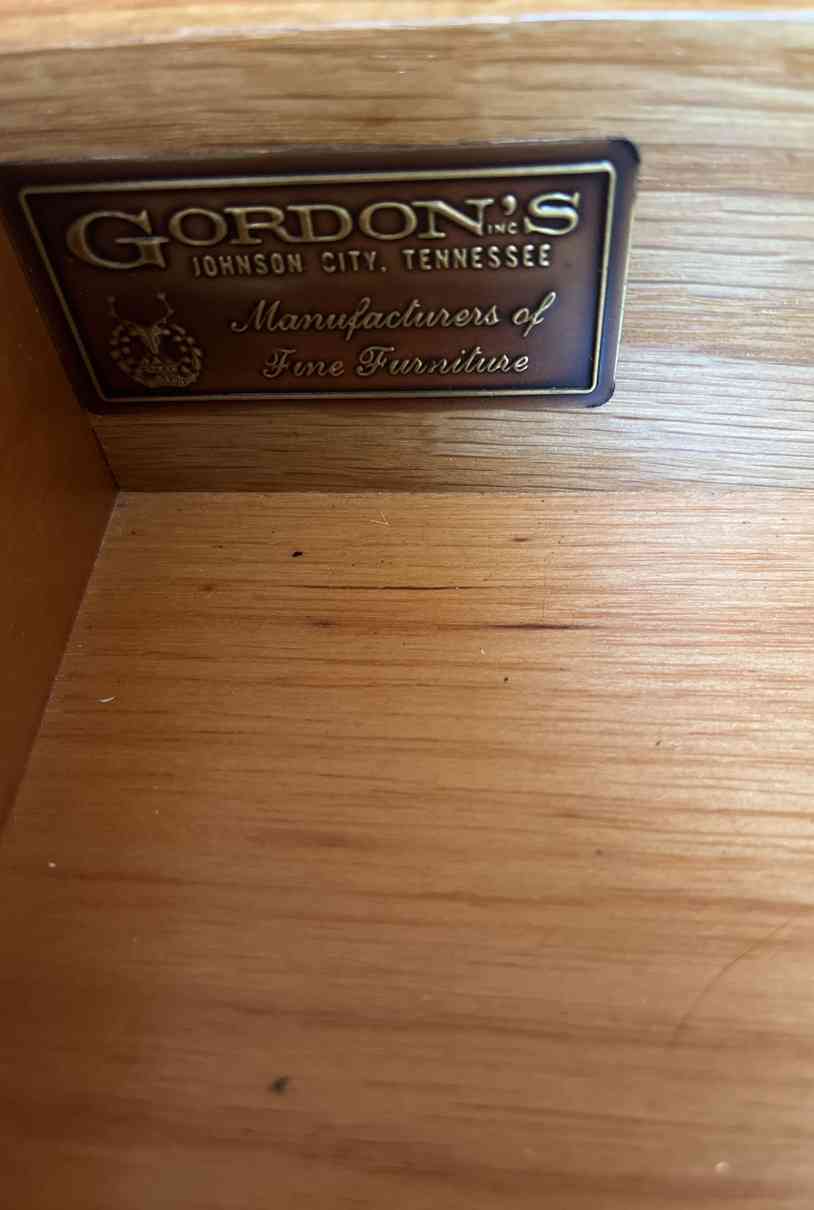 GORDON'S INC
JOHNSON CITY, TENNESSEE
Manufacturers of
Fine Furniture